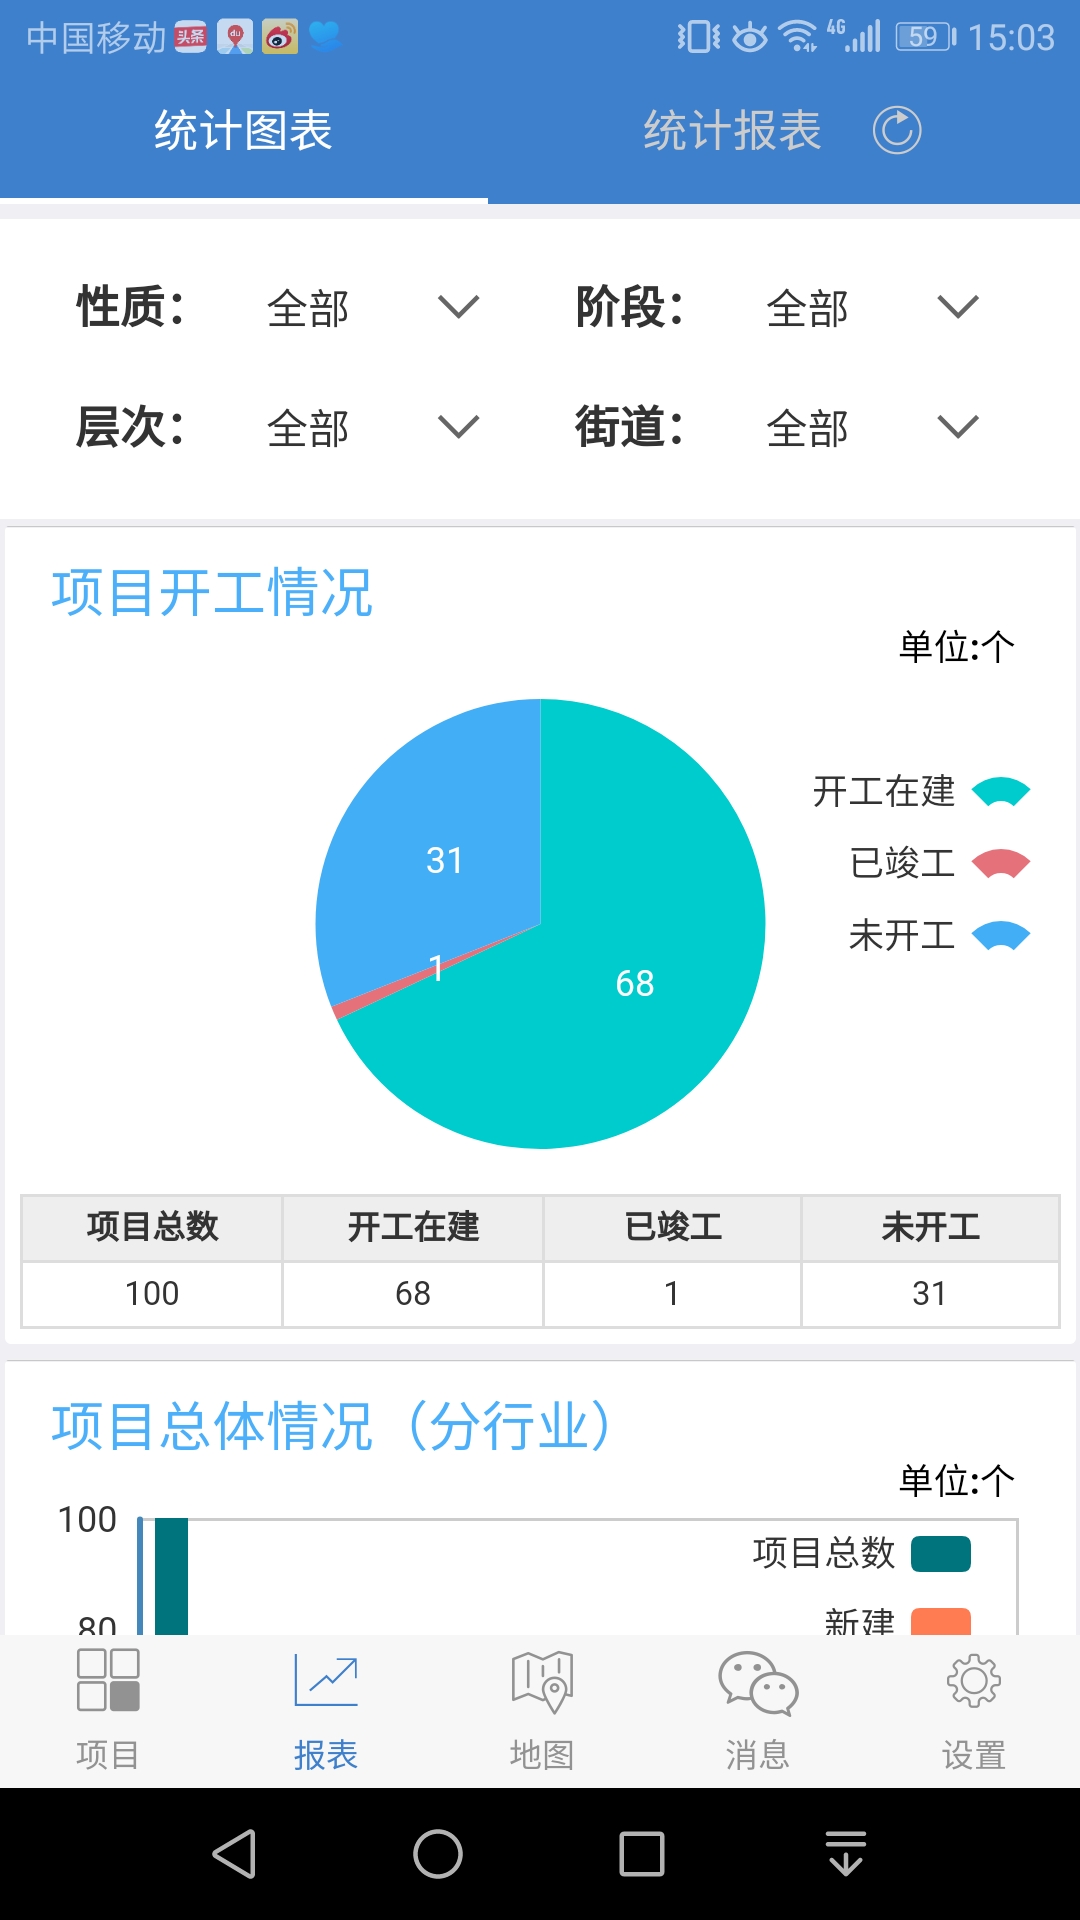 中国移动 头条 du 4G 59 15:03
统计图表 统计报表
性质： 全部 阶段： 全部
层次： 全部 街道： 全部
项目开工情况
单位:个
开工在建
已竣工
未开工
31
1
68
项目总数 开工在建 已竣工 未开工
100 68 1 31
项目总体情况（分行业）
单位:个
100
项目总数
80
新建
项目 报表 地图 消息 设置